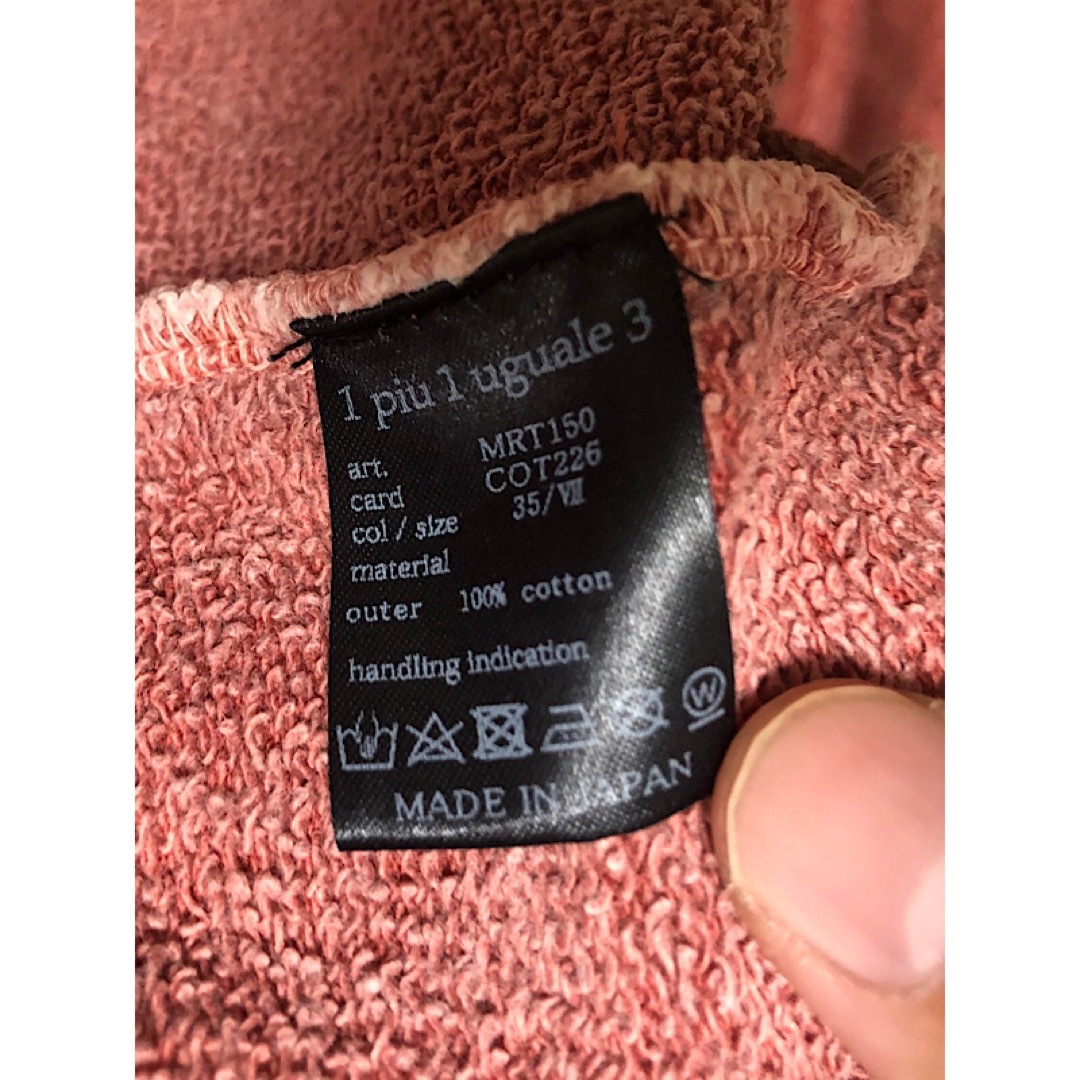 1 piu 1 uguale 3
art. MRT150
card COT226
col / size 35/Ⅷ
material
outer 100% cotton
handling indication
W
MADE IN JAPAN